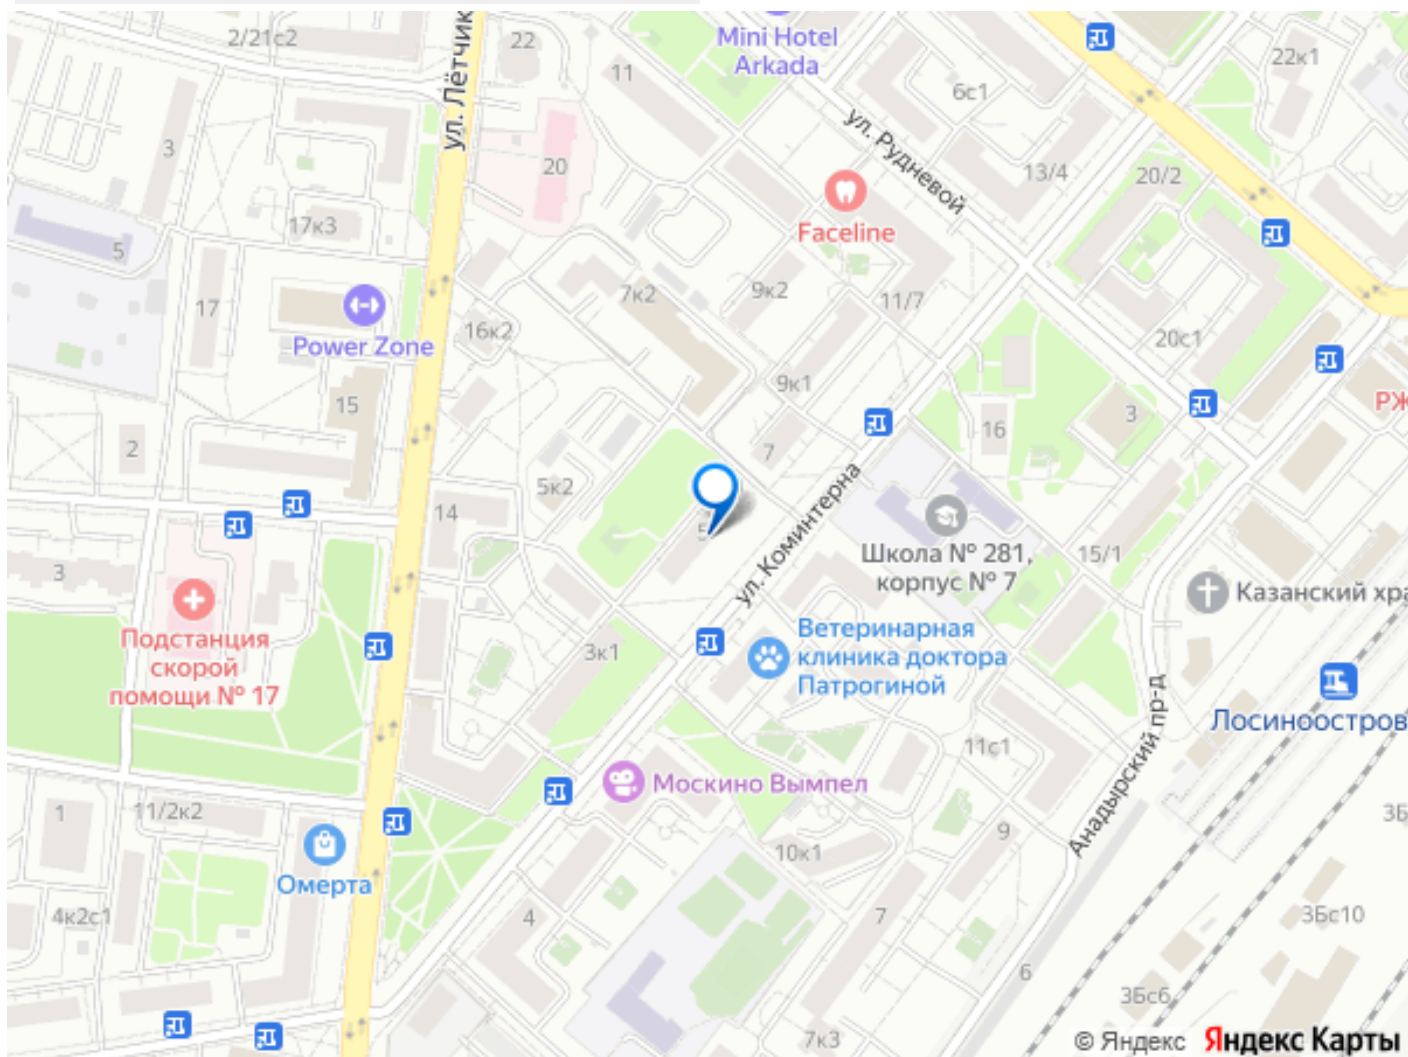 2/21с2
ул. Лётчик
22
11
Mini Hotel
Arkada
22к1
6с1
3
20
ул. Рудневой
13/4
20/2
17к3
Faceline
5
17
7к2
9к2
11/7
Power Zone
16к2
20с1
9к1
15
РЖ
2
7
16
3
5к2
14
5
ул. Коминтерна
Школа № 281,
корпус № 7
15/1
3
Казанский хра
Подстанция
скорой
помощи № 17
3к1
Ветеринарная
клиника доктора
Патрогиной
Лосиноостров
11с1
Анадырский пр-д
Москино Вымпел
1
11/2к2
9
3Б
10к1
Омерта
4к2с1
4
7
3Бс10
6
3Бс6
7к3
© Яндекс Яндекс Карты